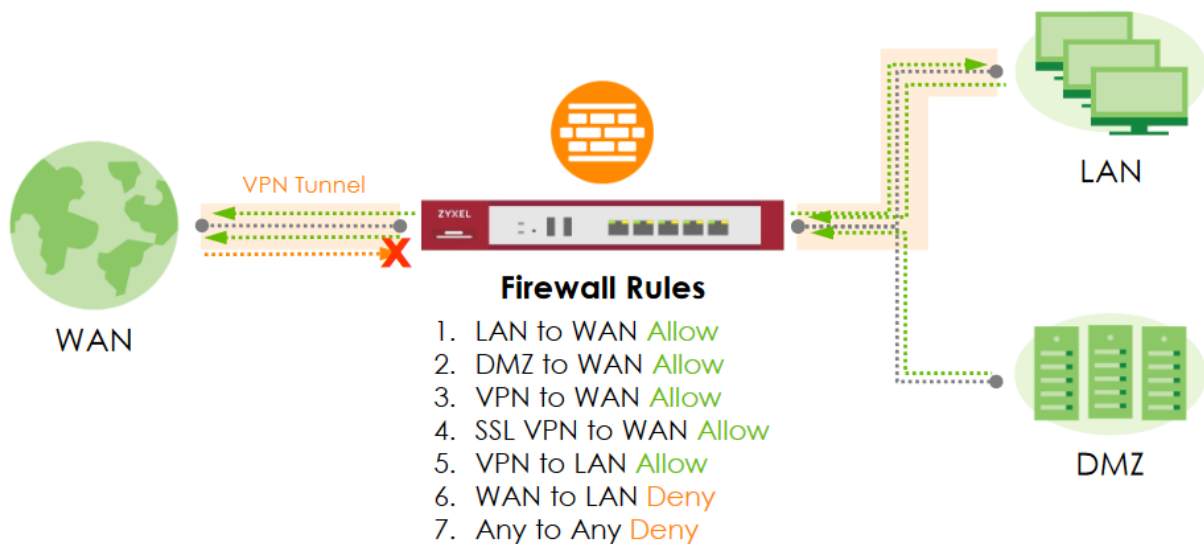 VPN Tunnel
ZYXEL
LAN
WAN
Firewall Rules
1. LAN to WAN Allow
2. DMZ to WAN Allow
3. VPN to WAN Allow
4. SSL VPN to WAN Allow
5. VPN to LAN Allow
6. WAN to LAN Deny
7. Any to Any Deny
DMZ